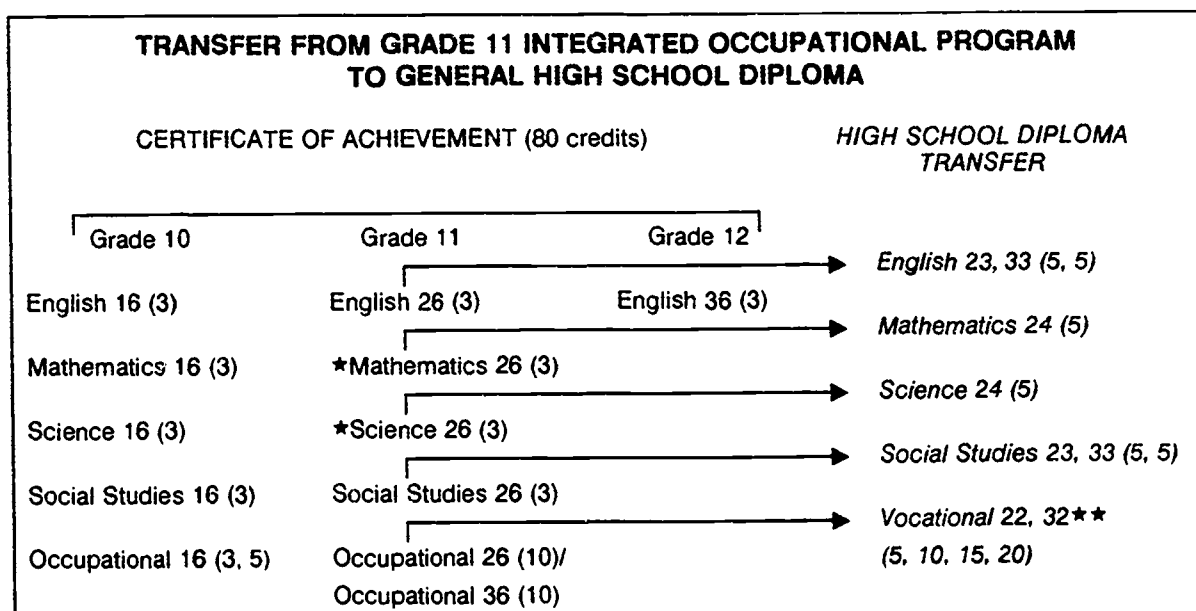 TRANSFER FROM GRADE 11 INTEGRATED OCCUPATIONAL PROGRAM
TO GENERAL HIGH SCHOOL DIPLOMA
CERTIFICATE OF ACHIEVEMENT (80 credits)
HIGH SCHOOL DIPLOMA
TRANSFER
Grade 10 Grade 11 Grade 12
English 23, 33 (5, 5)
English 16 (3) English 26 (3) English 36 (3)
Mathematics 24 (5)
Mathematics 16 (3) ★Mathematics 26 (3)
Science 24 (5)
Science 16 (3) ★Science 26 (3)
Social Studies 23, 33 (5, 5)
Social Studies 16 (3) Social Studies 26 (3)
Vocational 22, 32★★
Occupational 16 (3, 5) Occupational 26 (10)/ (5, 10, 15, 20)
Occupational 36 (10)